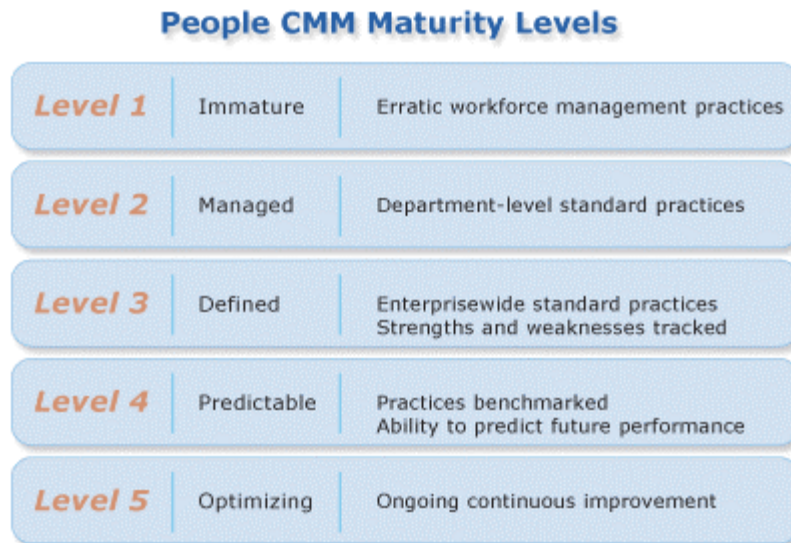 People CMM Maturity Levels
Level 1 Immature Erratic workforce management practices
Level 2 Managed Department-level standard practices
Level 3 Defined Enterprisewide standard practices
Strengths and weaknesses tracked
Level 4 Predictable Practices benchmarked
Ability to predict future performance
Level 5 Optimizing Ongoing continuous improvement